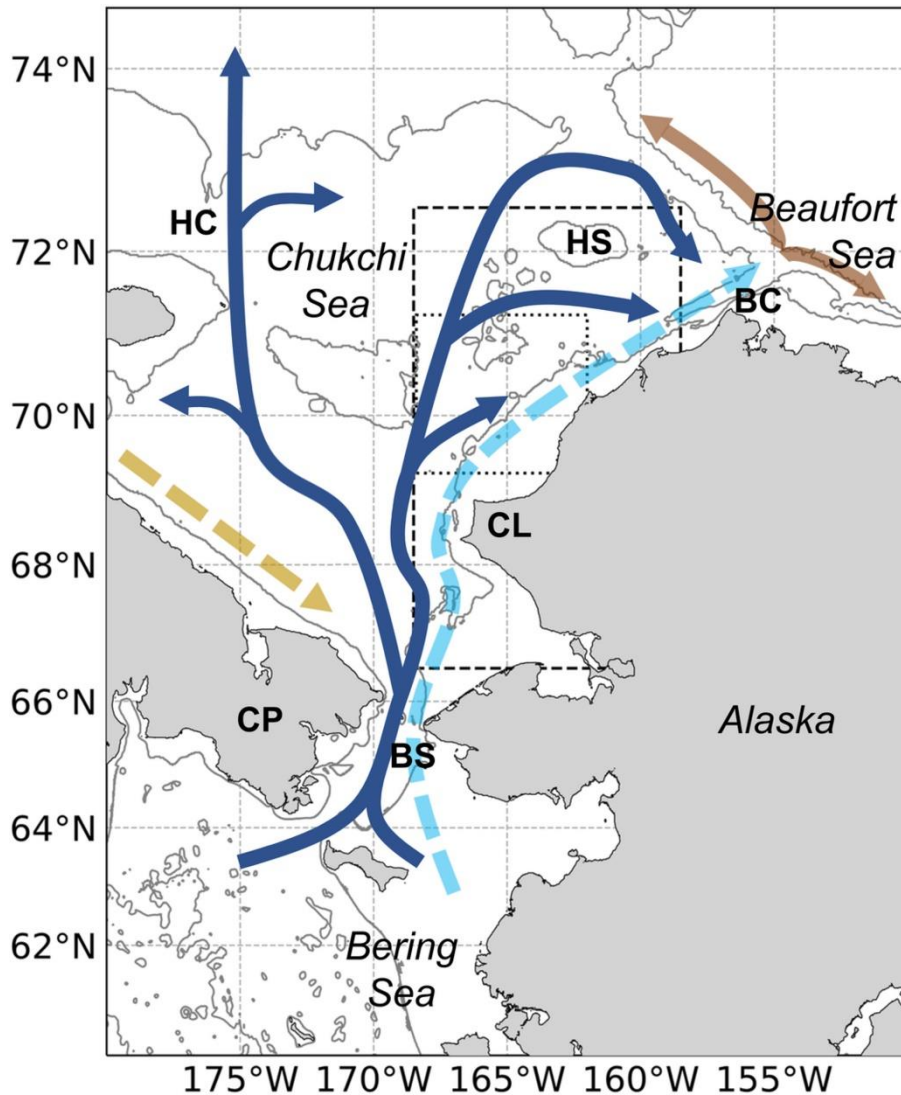 74°N
72°N
70°N
68°N
66°N
64°N
62°N
HC
Chukchi
Sea
HS
Beaufort
Sea
BC
CL
CP
BS
Alaska
Bering
Sea
175°W 170°W 165°W 160°W 155°W